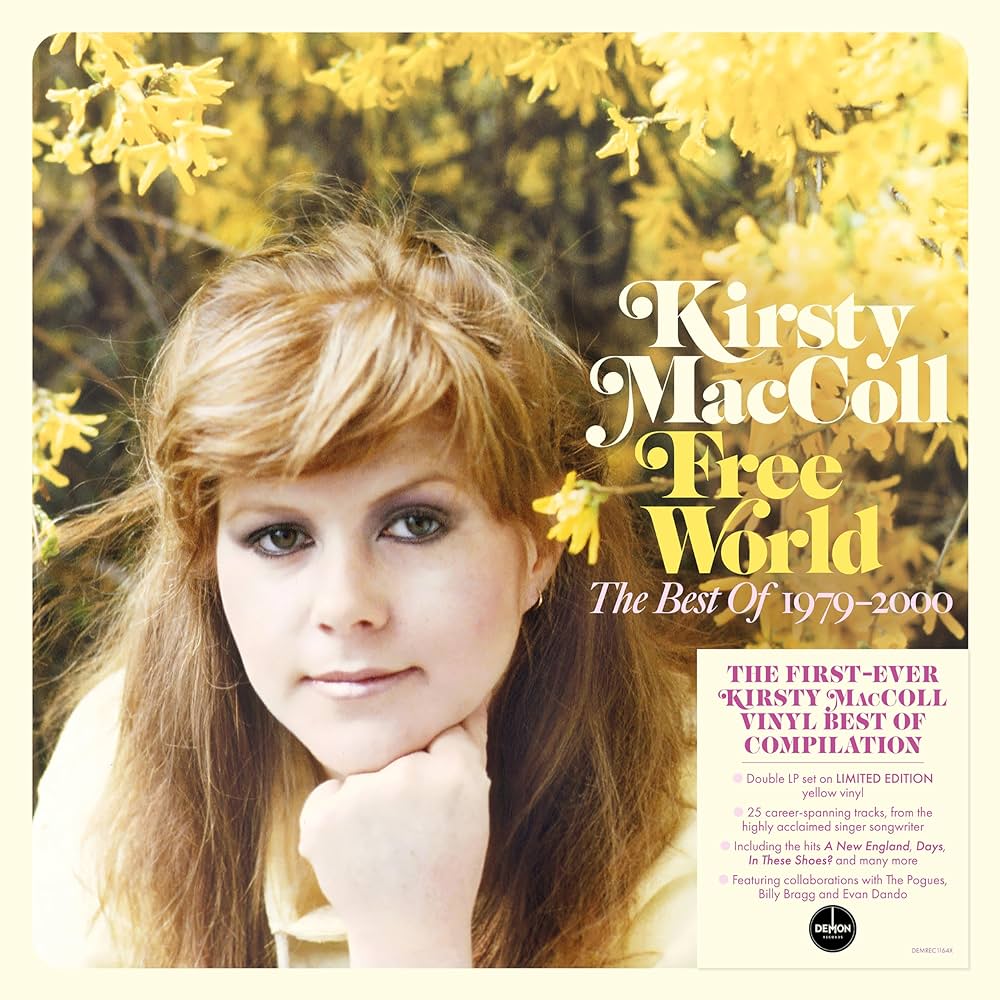 Kirsty
MacColl
Free
World
The Best Of 1979–2000
THE FIRST-EVER
KIRSTY MACCOLL
VINYL BEST OF
COMPILATION
Double LP set on LIMITED EDITION
yellow vinyl
25 career-spanning tracks, from the
highly acclaimed singer songwriter
Including the hits A New England, Days,
In These Shoes? and many more
Featuring collaborations with The Pogues,
Billy Bragg and Evan Dando
DEMON
RECORDS
DEMREC1164X